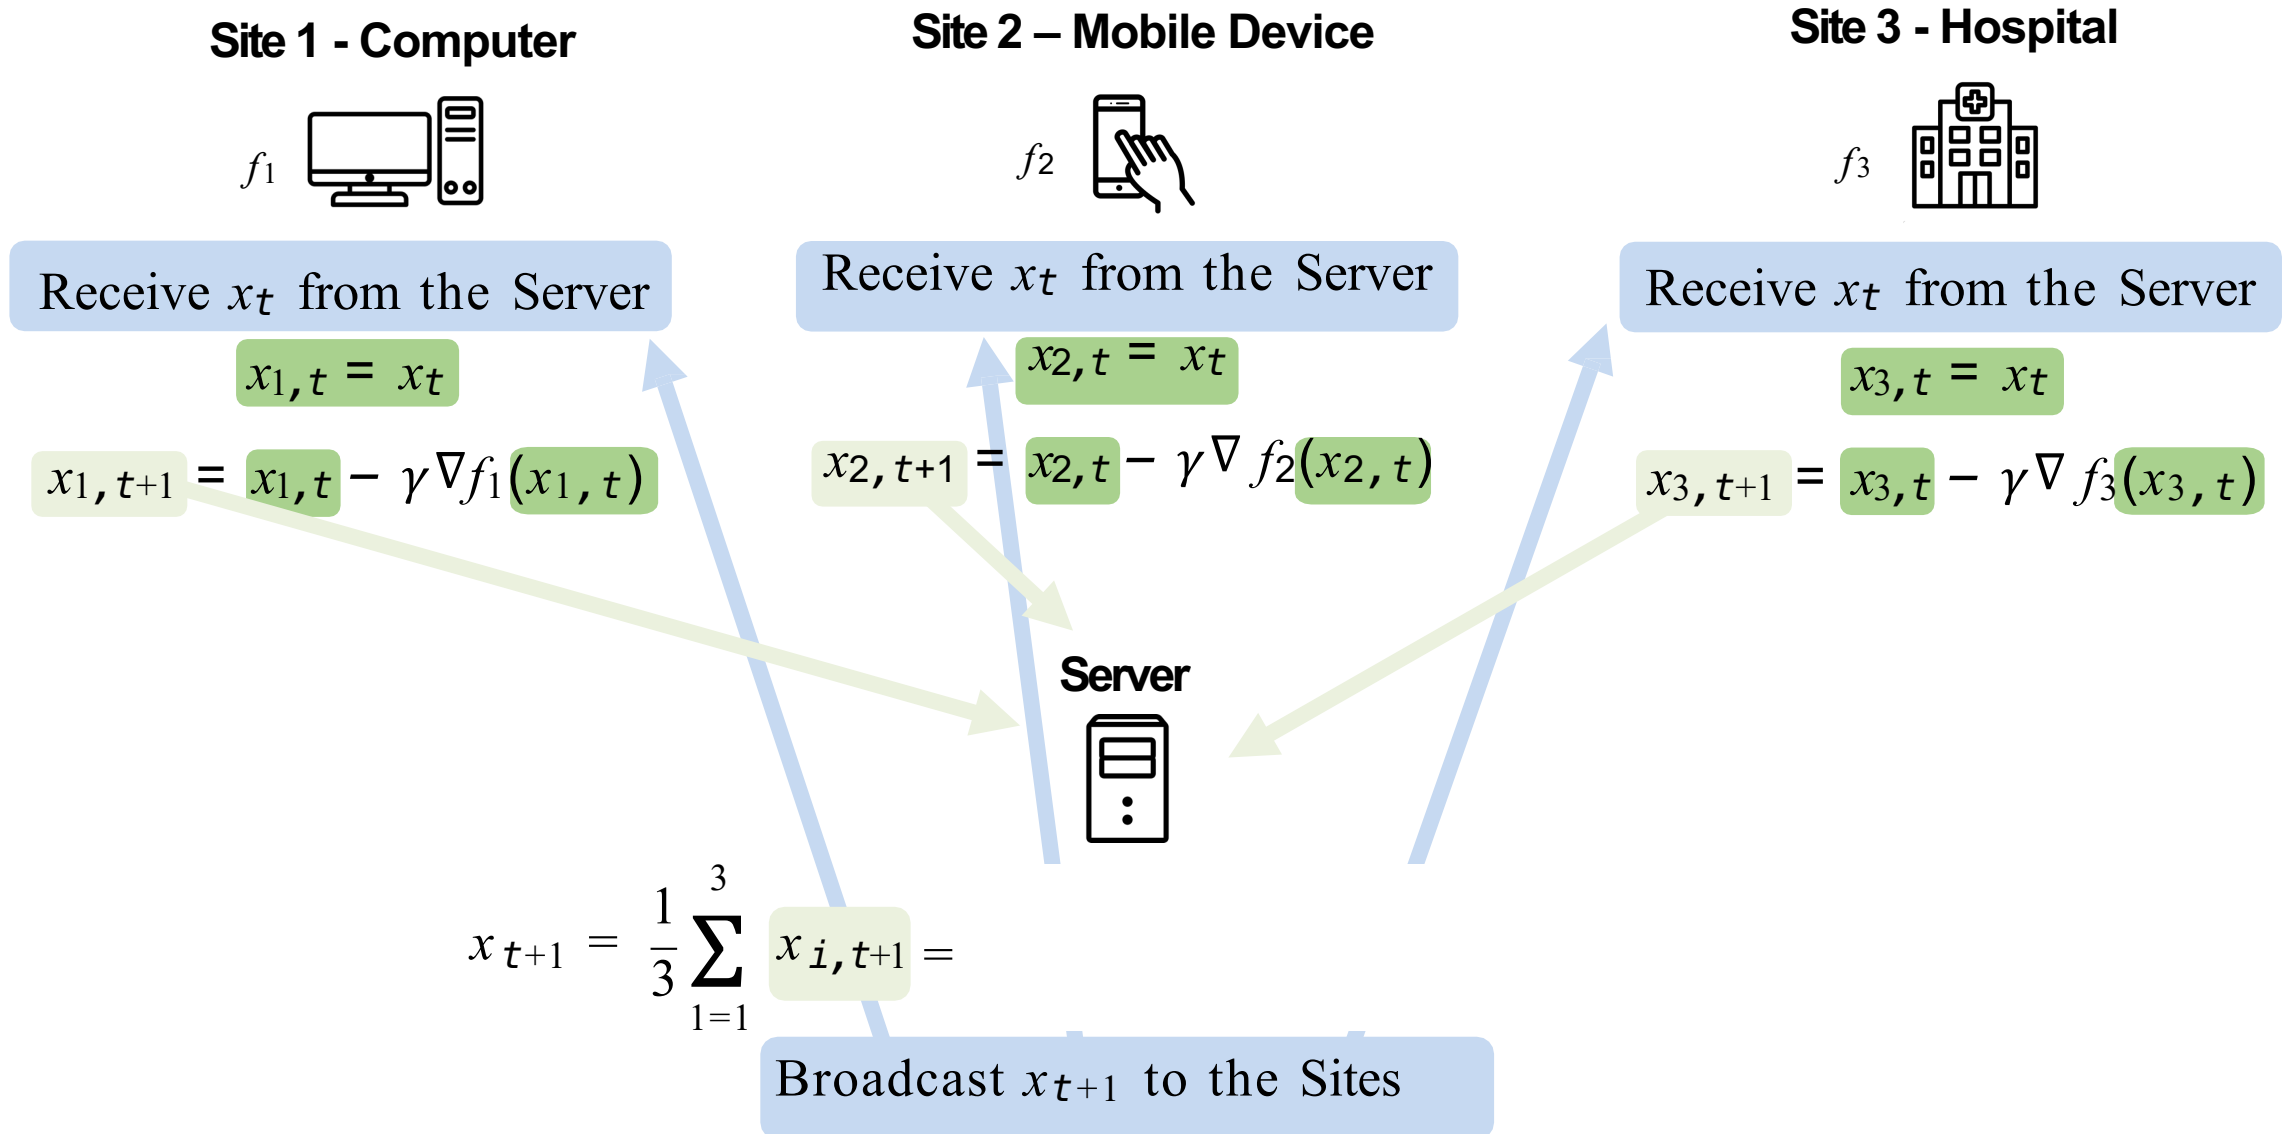 Site 1 - Computer
f1
Receive xt from the Server
x1,t = xt
x1,t+1 = x1,t − γ∇f1(x1,t)
Site 2 – Mobile Device
f2
Receive xt from the Server
x2,t = xt
x2,t+1 = x2,t − γ∇ f2(x2,t)
Site 3 - Hospital
f3
Receive xt from the Server
x3,t = xt
x3,t+1 = x3,t − γ∇ f3(x3,t)
Server
xt+1 = 1/3 3∑1=1 xi,t+1 =
Broadcast xt+1 to the Sites